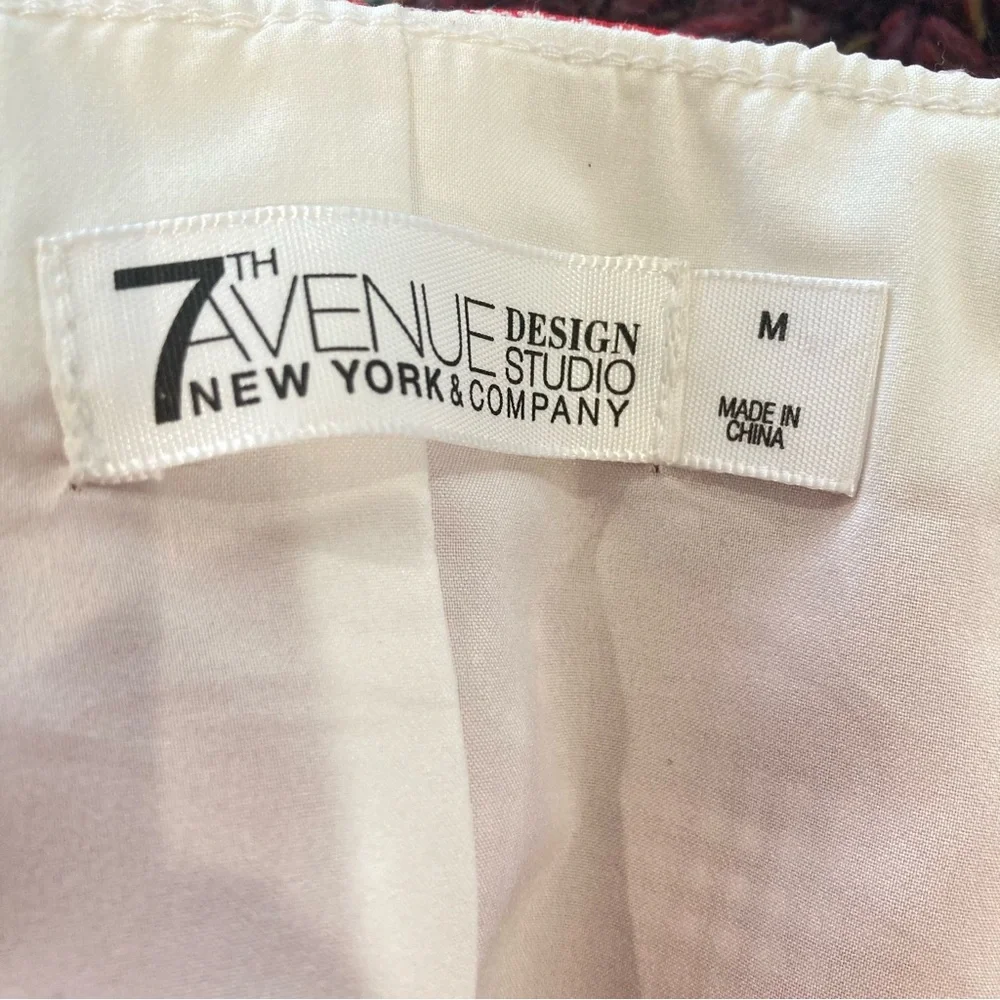 7TH AVENUE DESIGN STUDIO
NEW YORK & COMPANY
M
MADE IN
CHINA